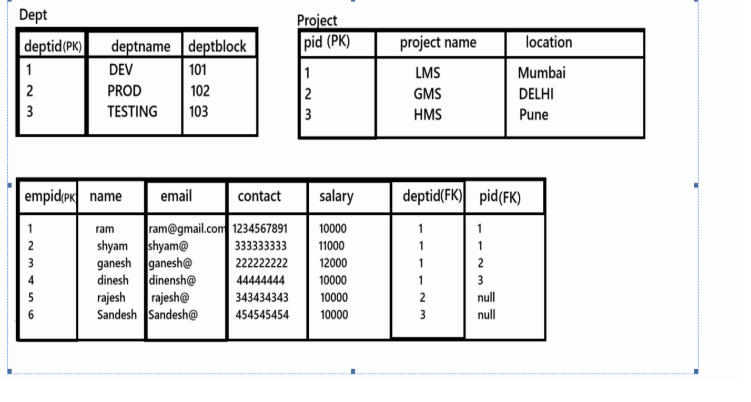 Dept
deptid(PK) deptname deptblock
1 DEV 101
2 PROD 102
3 TESTING 103
Project
pid (PK) project name location
1 LMS Mumbai
2 GMS DELHI
3 HMS Pune
empid(PK name email contact salary deptid(FK) pid(FK)
1 ram ram@gmail.com 1234567891 10000 1 1
2 shyam shyam@ 333333333 11000 1 1
3 ganesh ganesh@ 222222222 12000 1 2
4 dinesh dinensh@ 44444444 10000 1 3
5 rajesh rajesh@ 343434343 10000 2 null
6 Sandesh Sandesh@ 454545454 10000 3 null